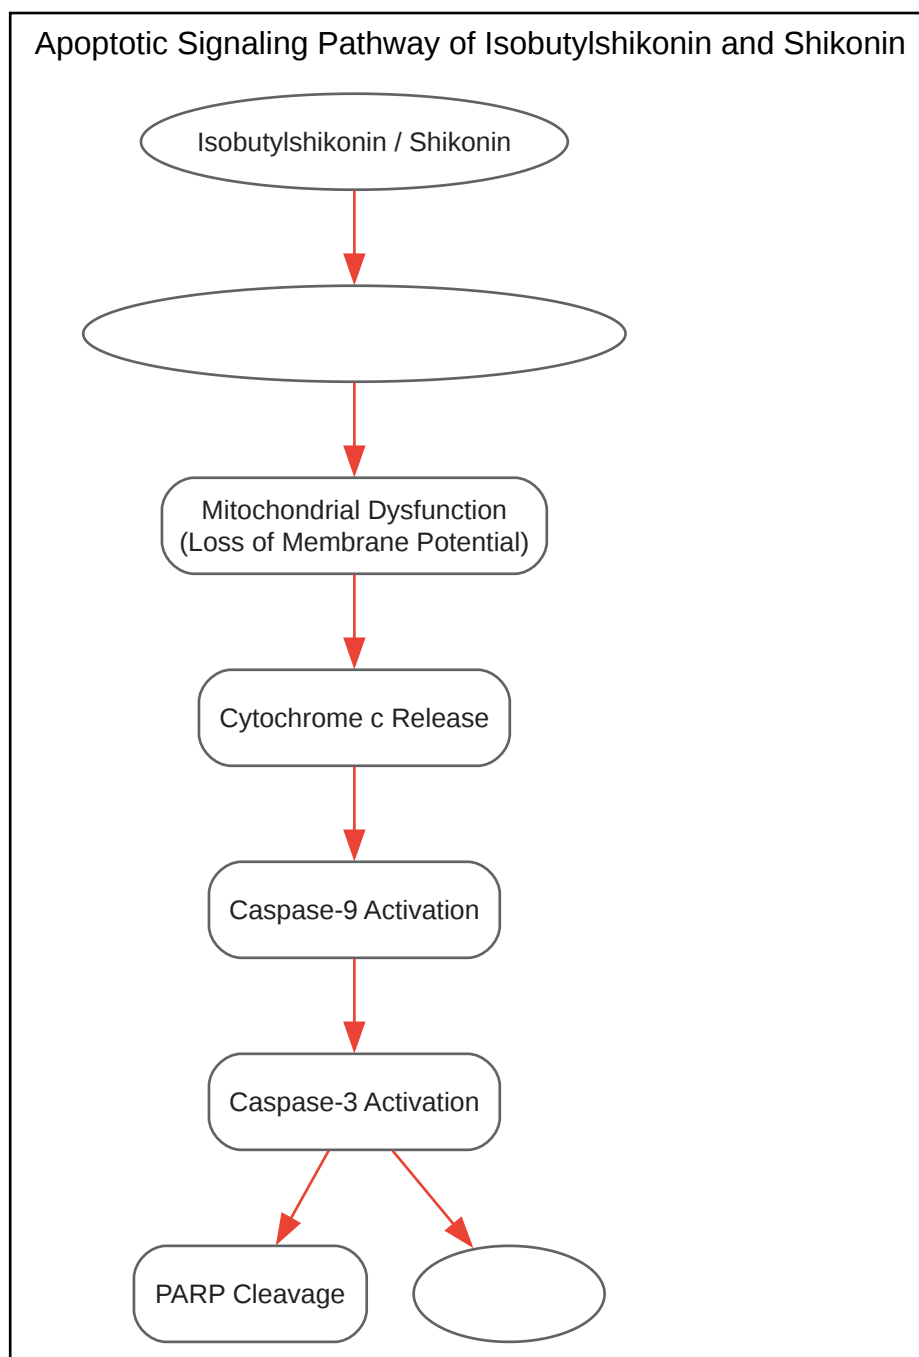 Apoptotic Signaling Pathway of Isobutylshikonin and Shikonin
Isobutylshikonin / Shikonin
Mitochondrial Dysfunction
(Loss of Membrane Potential)
Cytochrome c Release
Caspase-9 Activation
Caspase-3 Activation
PARP Cleavage